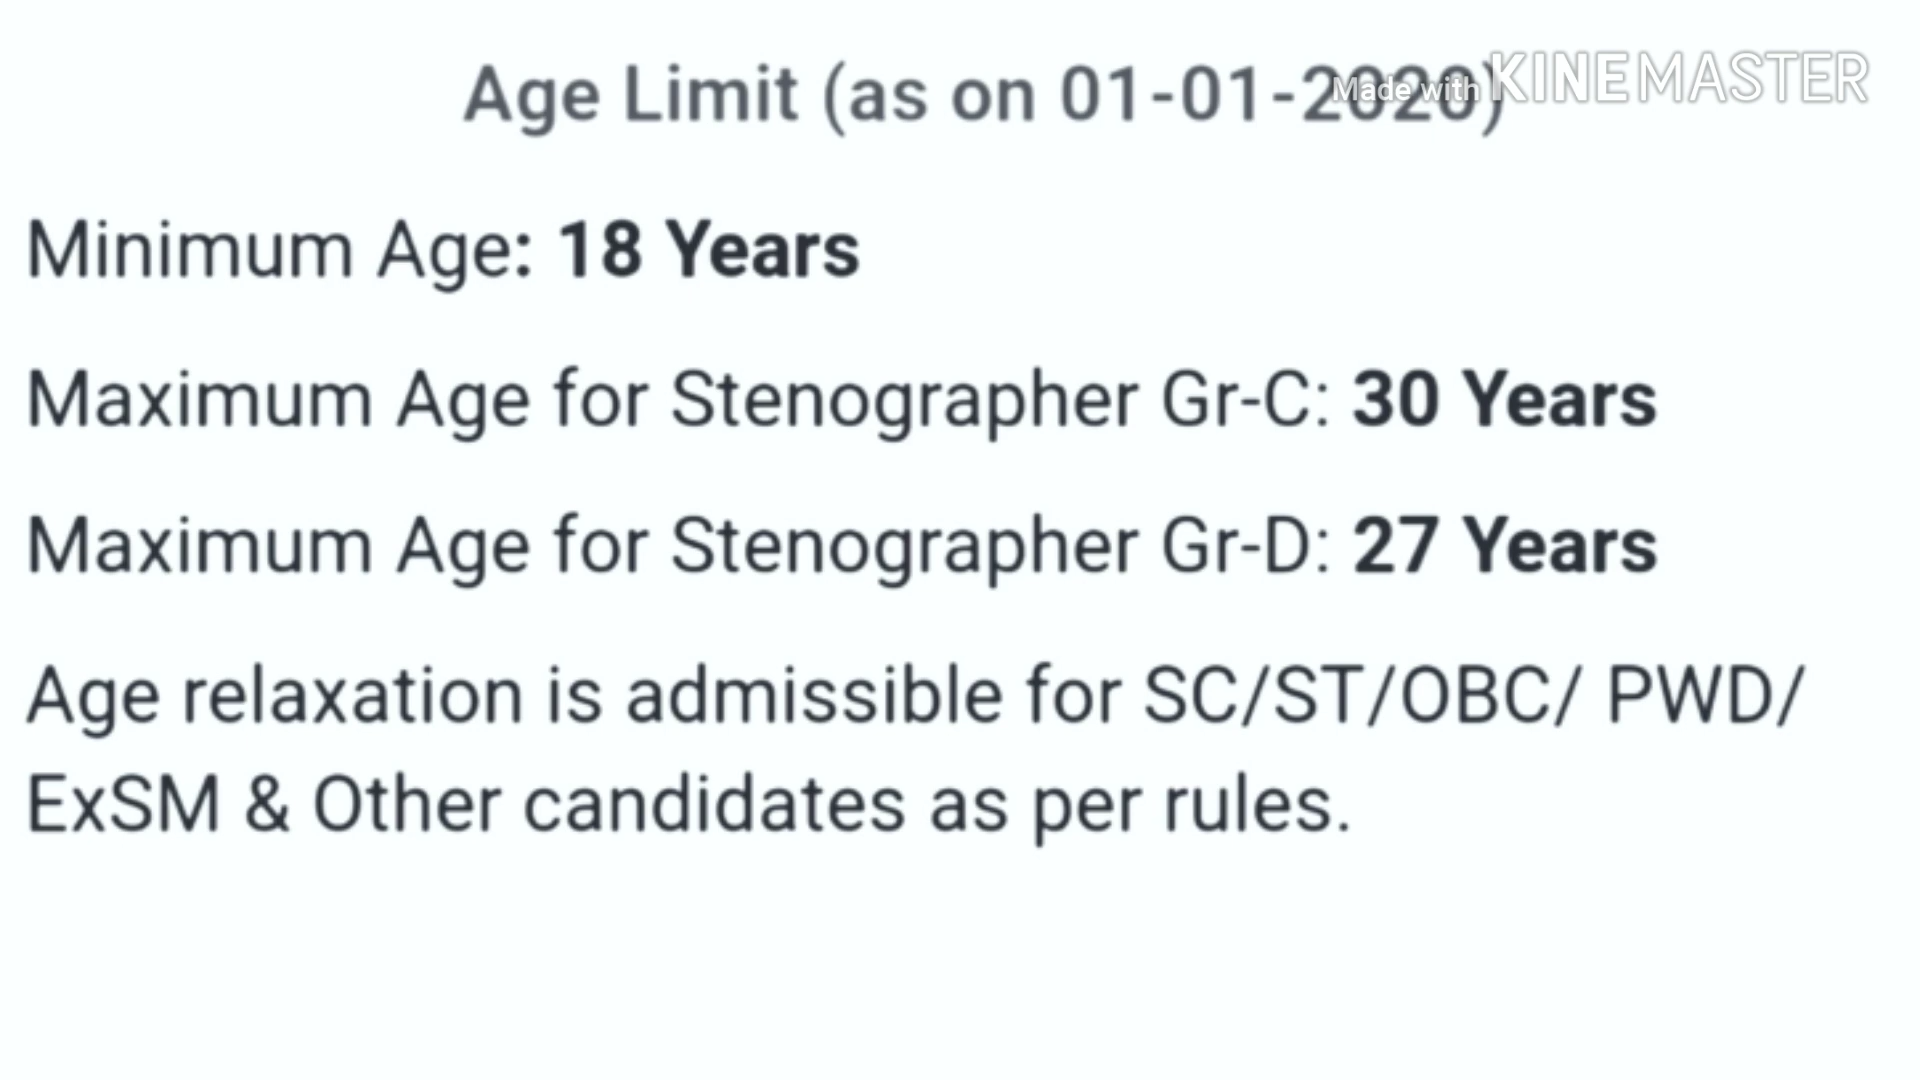 Age Limit (as on 01-01-2020)
Made with KINEMASTER
Minimum Age: 18 Years
Maximum Age for Stenographer Gr-C: 30 Years
Maximum Age for Stenographer Gr-D: 27 Years
Age relaxation is admissible for SC/ST/OBC/ PWD/
ExSM & Other candidates as per rules.